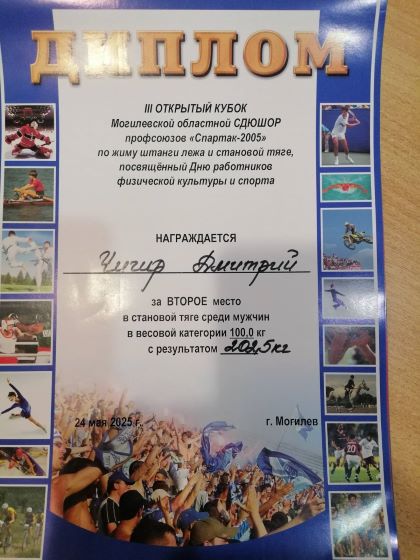 ДИПЛОМ
III ОТКРЫТЫЙ КУБОК
Могилевской областной СДЮШОР
профсоюзов «Спартак-2005»
по жиму штанги лежа и становой тяге,
посвящённый Дню работников
физической культуры и спорта
НАГРАЖДАЕТСЯ
Чигир Дмитрий
за ВТОРОЕ место
в становой тяге среди мужчин
в весовой категории 100,0 кг
с результатом 202,5 кг
24 мая 2025 г.
г. Могилев